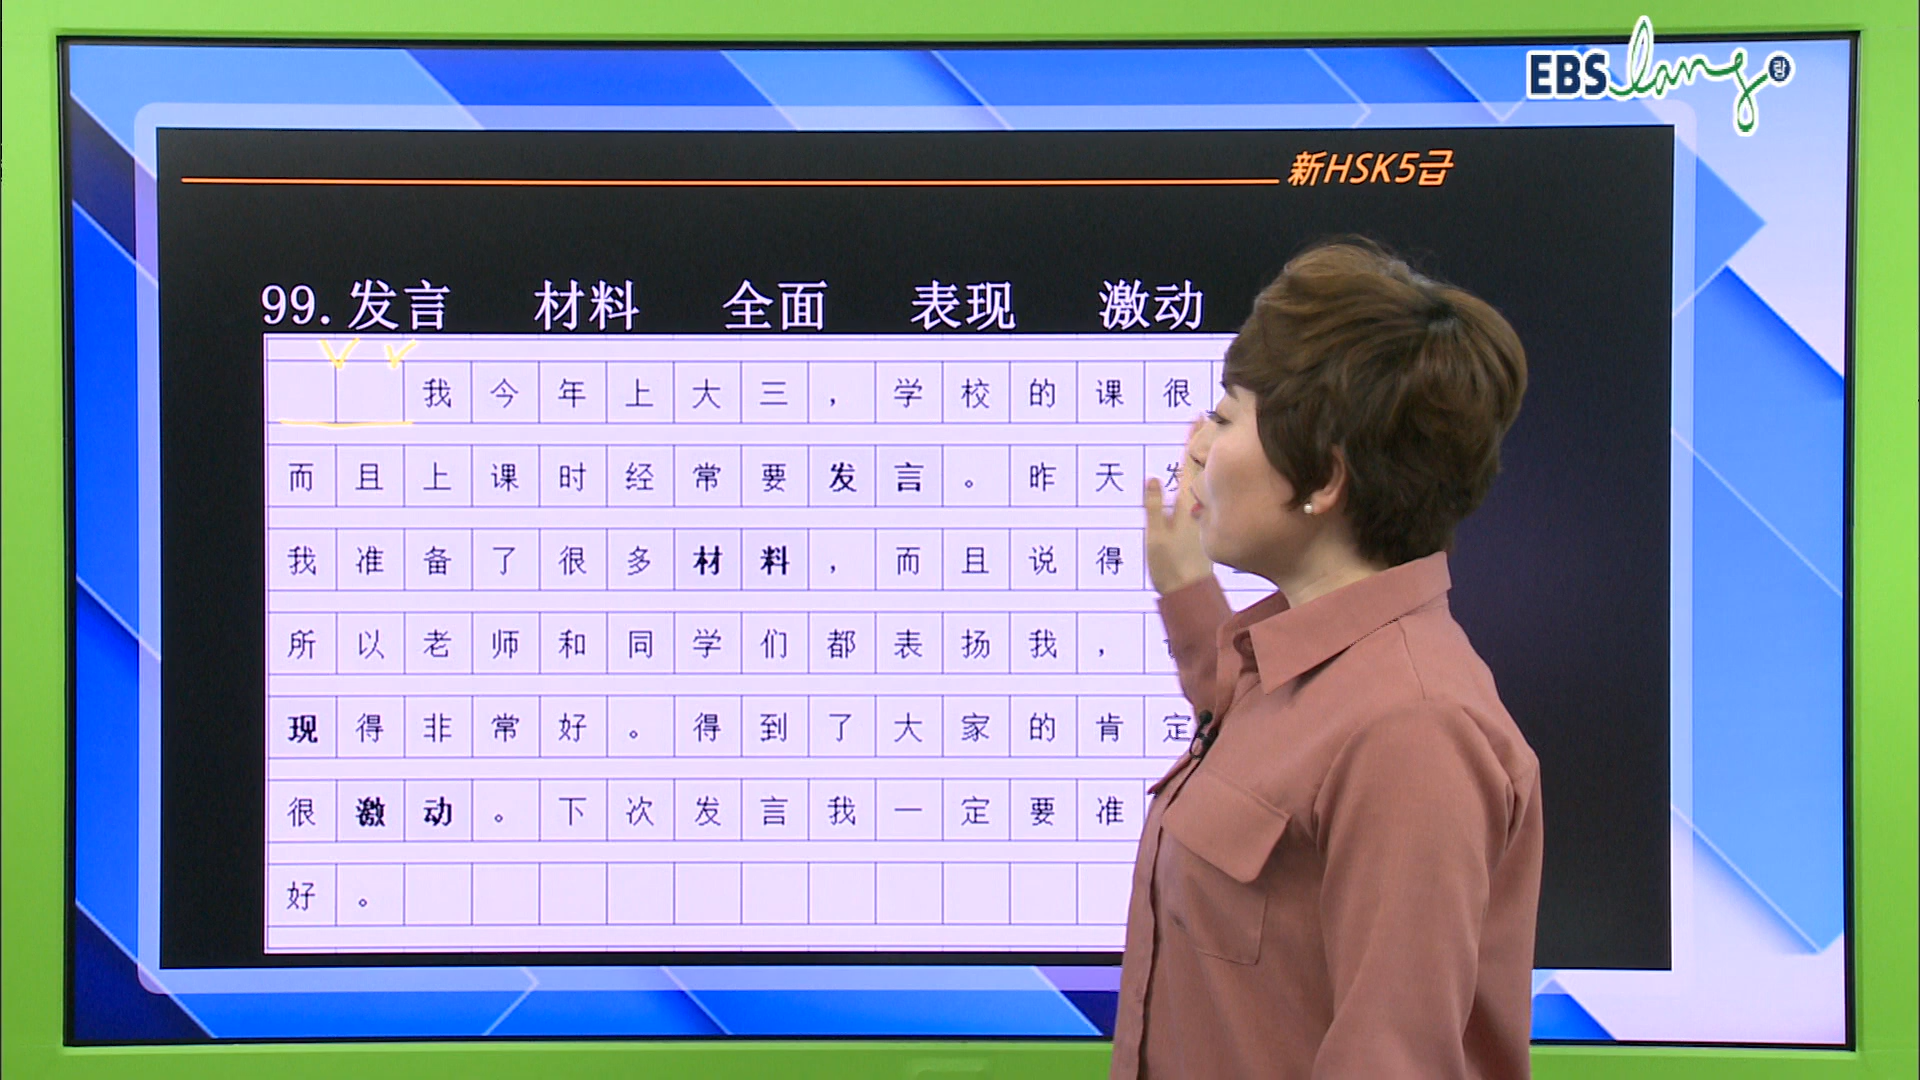 EBS lang 랑
新HSK5급
99. 发言 材料 全面 表现 激动
我今年上大三，学校的课很
而且上课时经常要发言。昨天发
我准备了很多材料，而且说得
所以老师和同学们都表扬我，
现得非常好。得到了大家的肯定
很激动。下次发言我一定要准
好。